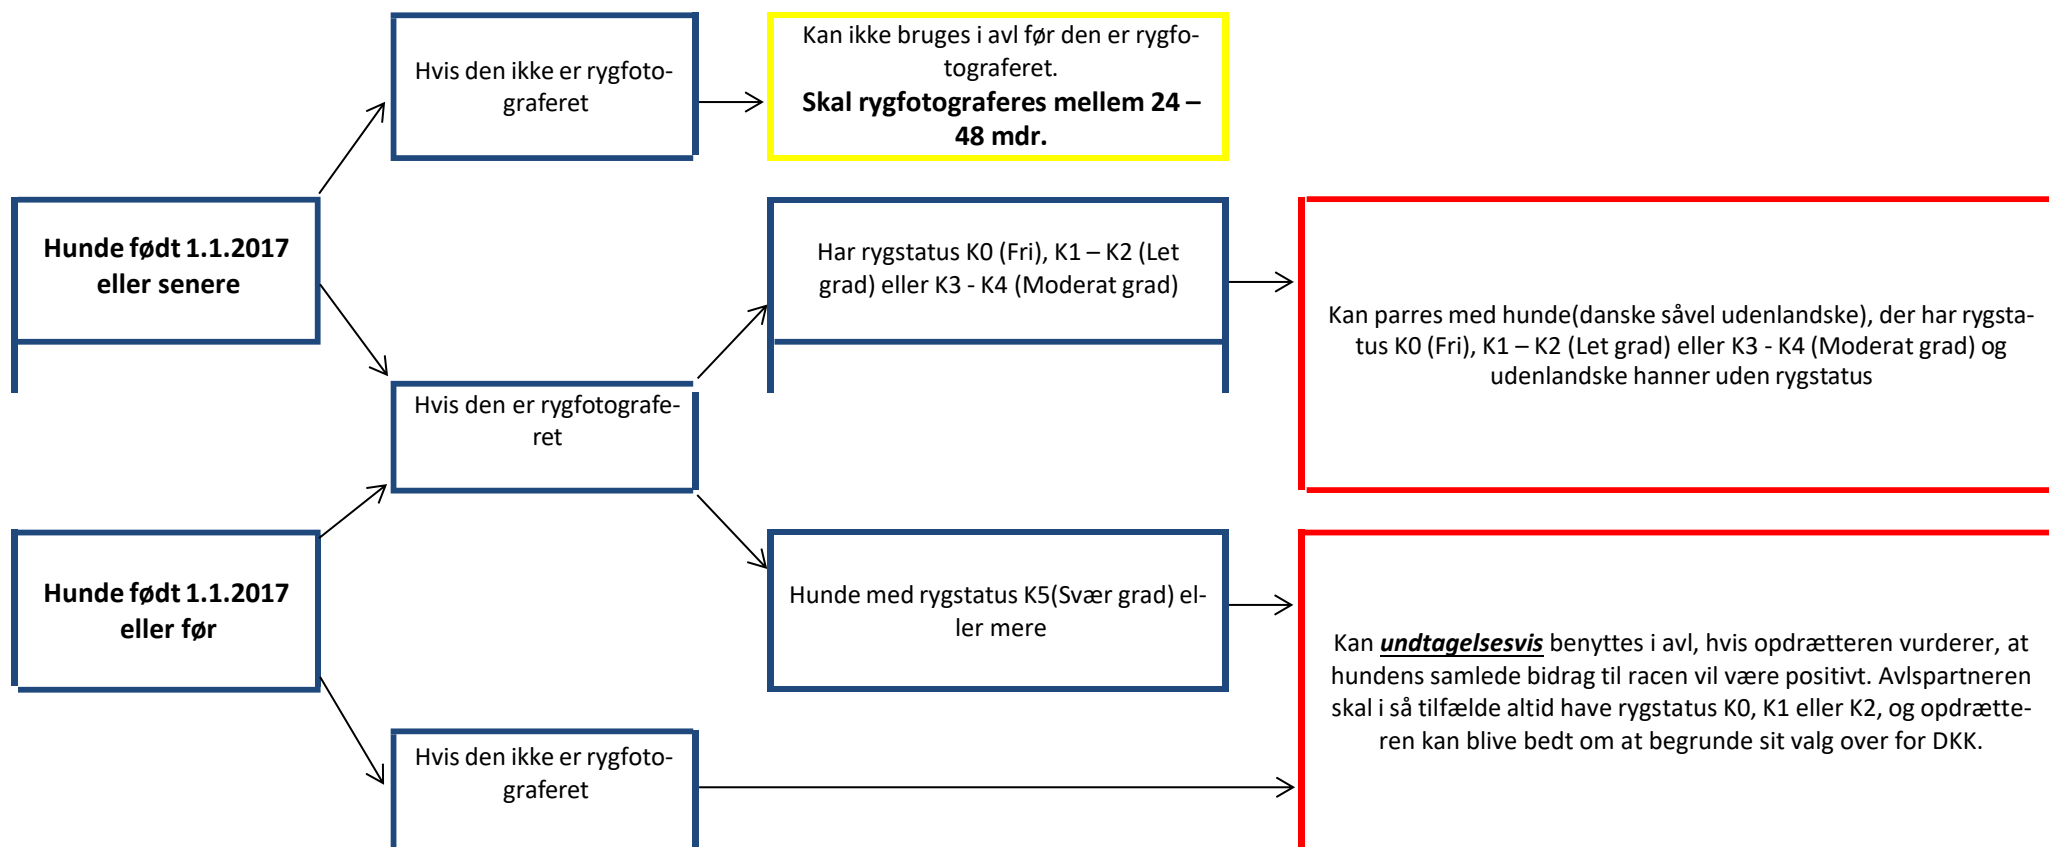 Hvis den ikke er rygfoto-
graferet
Kan ikke bruges i avl før den er rygfo-
tograferet.
Skal rygfotograferes mellem 24 –
48 mdr.
Hunde født 1.1.2017
eller senere
Har rygstatus K0 (Fri), K1 – K2 (Let
grad) eller K3 - K4 (Moderat grad)
Kan parres med hunde(danske såvel udenlandske), der har rygsta-
tus K0 (Fri), K1 – K2 (Let grad) eller K3 - K4 (Moderat grad) og
udenlandske hanner uden rygstatus
Hvis den er rygfotografe-
ret
Hunde født 1.1.2017
eller før
Hunde med rygstatus K5(Svær grad) el-
ler mere
Kan undtagelsesvis benyttes i avl, hvis opdrætteren vurderer, at
hundens samlede bidrag til racen vil være positivt. Avlspartneren
skal i så tilfælde altid have rygstatus K0, K1 eller K2, og opdrætte-
ren kan blive bedt om at begrunde sit valg over for DKK.
Hvis den ikke er rygfoto-
graferet